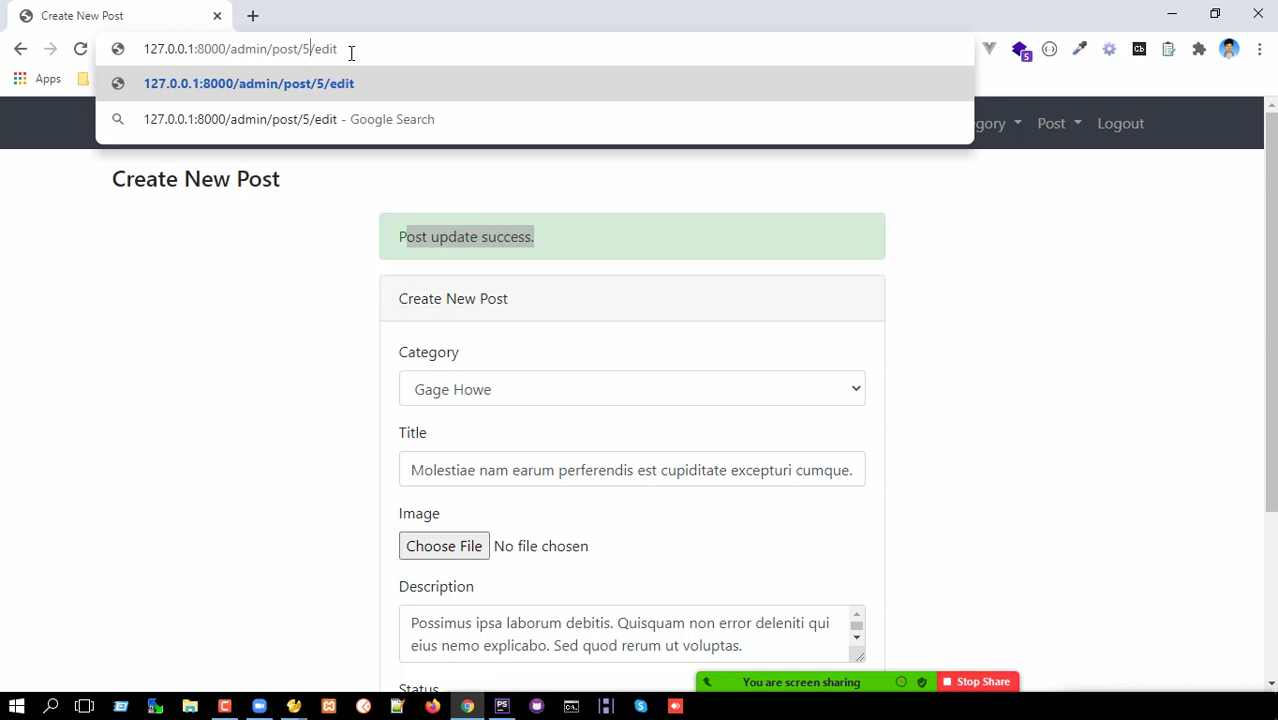 Create New Post
127.0.0.1:8000/admin/post/5/edit
127.0.0.1:8000/admin/post/5/edit
127.0.0.1:8000/admin/post/5/edit - Google Search
Apps
gory
Post
Logout
Create New Post
Post update success.
Create New Post
Category
Gage Howe
Title
Molestiae nam earum perferendis est cupiditate excepturi cumque.
Image
Choose File No file chosen
Description
Possimus ipsa laborum debitis. Quisquam non error deleniti qui
eius nemo explicabo. Sed quod rerum ut voluptas.
Status
You are screen sharing
Stop Share